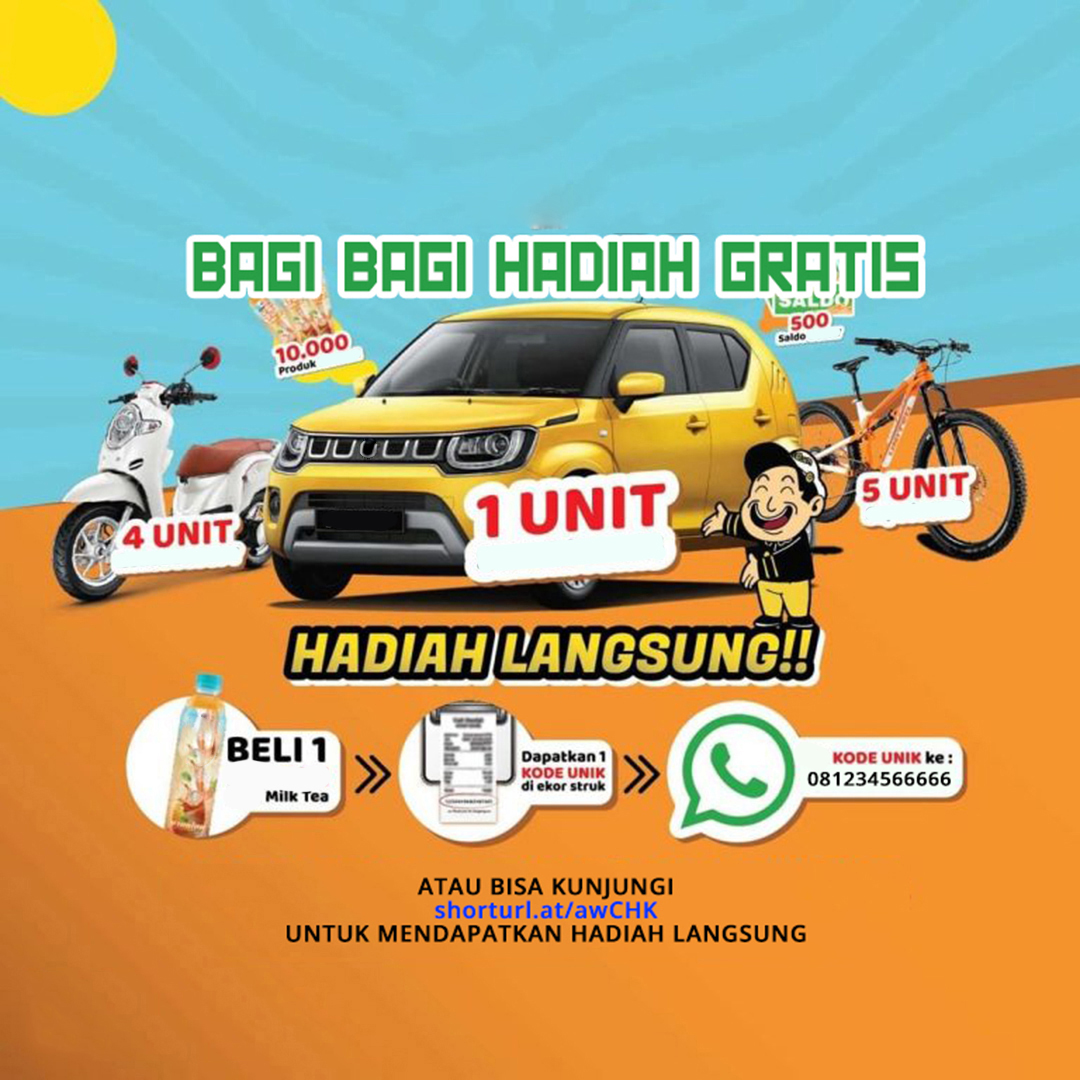 BAGI BAGI HADIAH GRATIS
10.000
Produk
SALDO
500
Saldo
4 UNIT
1 UNIT
5 UNIT
HADIAH LANGSUNG!!
BELI 1
Milk Tea
Dapatkan 1
KODE UNIK
di ekor struk
KODE UNIK ke :
081234566666
ATAU BISA KUNJUNGI
shorturl.at/awCHK
UNTUK MENDAPATKAN HADIAH LANGSUNG